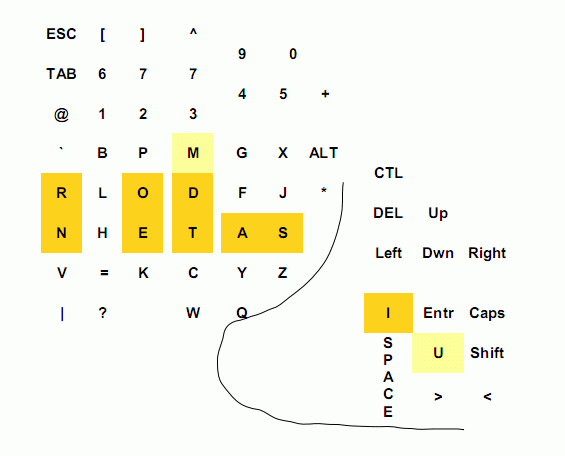 ESC [ ] ^
9 0
TAB 6 7 7
4 5 +
@ 1 2 3
` B P M G X ALT
CTL
R L O D F J *
DEL Up
N H E T A S
Left Dwn Right
V = K C Y Z
| ? W Q
I Entr Caps
SPACE
U Shift
> <